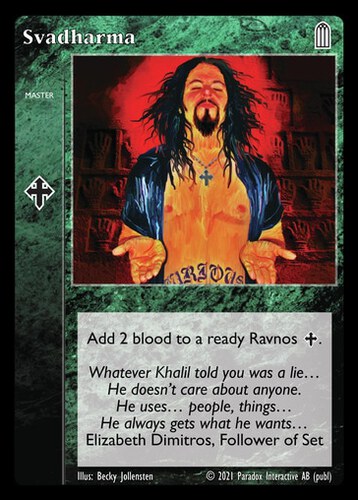 Svadharma
MASTER
Add 2 blood to a ready Ravnos
Whatever Khalil told you was a lie…
He doesn't care about anyone.
He uses… people, things…
He always gets what he wants…
Elizabeth Dimitros, Follower of Set
Illus: Becky Jollensten © 2021 Paradox Interactive AB (publ)